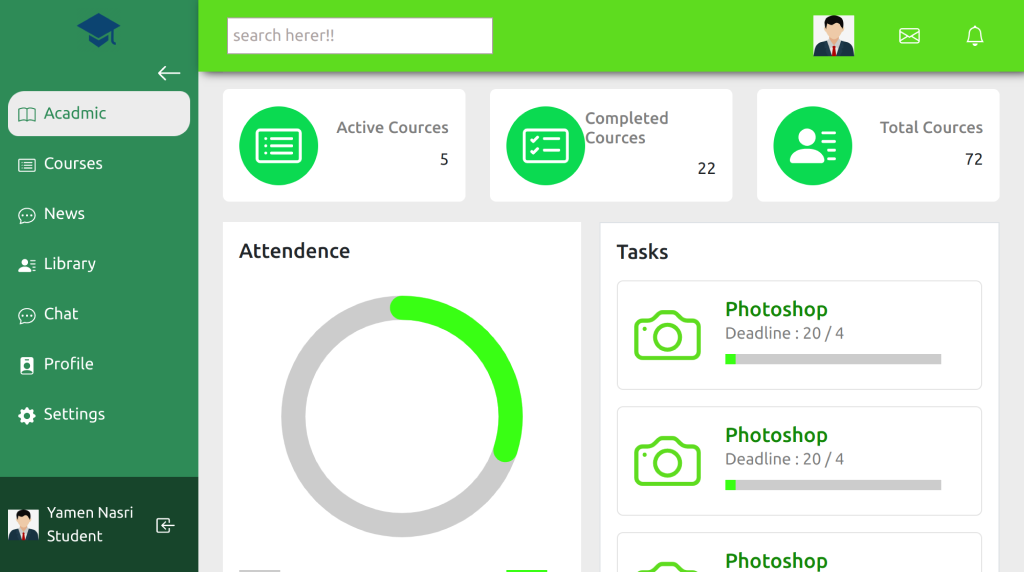 search herer!!
Acadmic
Courses
News
Library
Chat
Profile
Settings
Yamen Nasri
Student
Active Cources
5
Completed
Cources
22
Total Cources
72
Attendence
Tasks
Photoshop
Deadline : 20 / 4
Photoshop
Deadline : 20 / 4
Photoshop